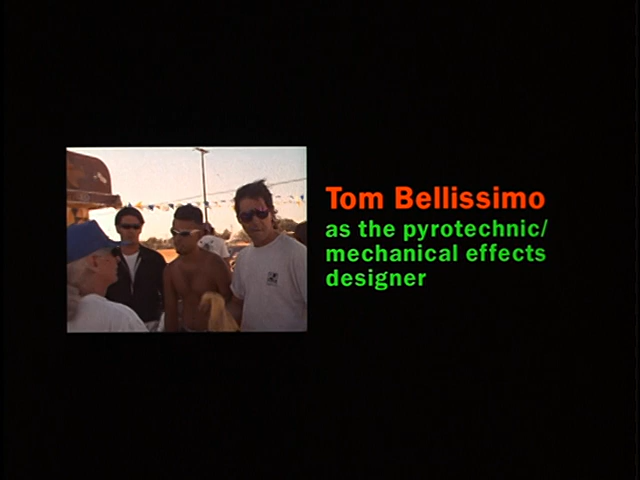 Tom Bellissimo
as the pyrotechnic/
mechanical effects
designer